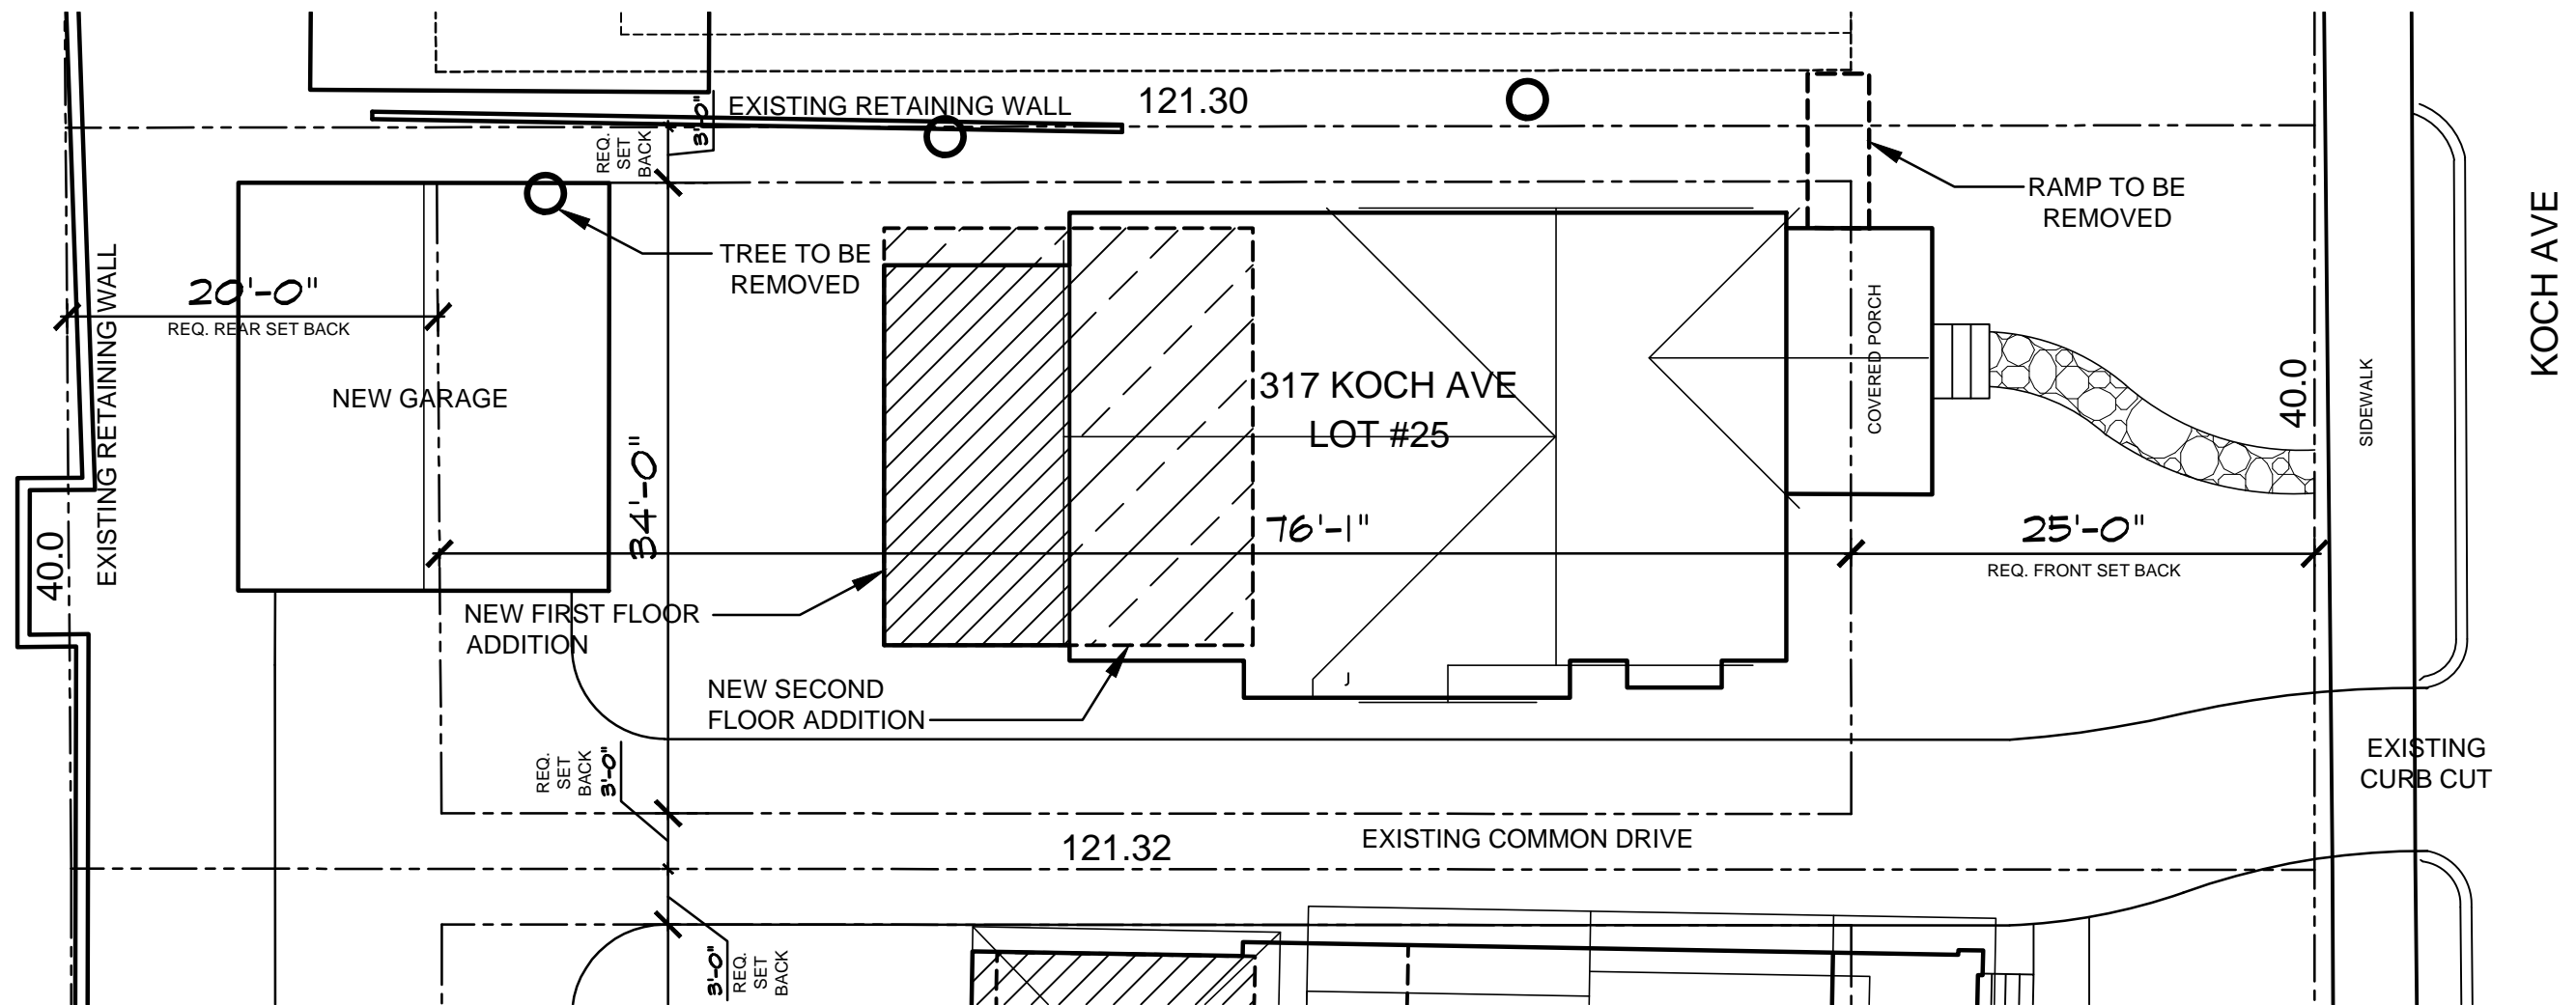 EXISTING RETAINING WALL
121.30
3'-0"
REQ.
SET
BACK
RAMP TO BE
REMOVED
KOCH AVE
TREE TO BE
REMOVED
20'-0"
REQ. REAR SET BACK
EXISTING RETAINING WALL
NEW GARAGE
317 KOCH AVE
LOT #25
COVERED PORCH
40.0
SIDEWALK
34'-0"
76'-1"
25'-0"
REQ. FRONT SET BACK
40.0
NEW FIRST FLOOR
ADDITION
NEW SECOND
FLOOR ADDITION
REQ.
SET
BACK
3'-0"
EXISTING
CURB CUT
121.32
EXISTING COMMON DRIVE
3'-0"
REQ.
SET
BACK